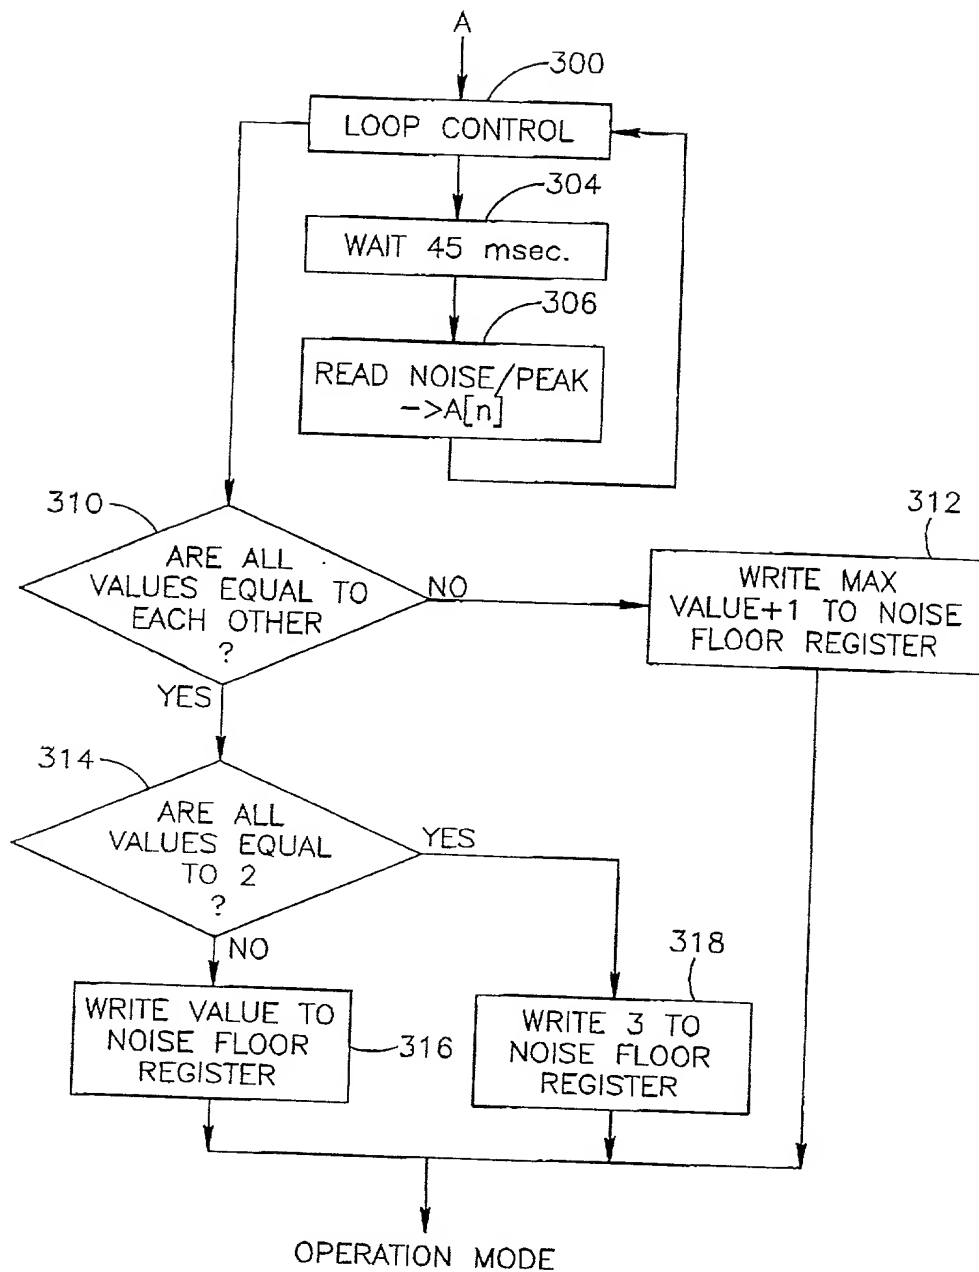 A
300
LOOP CONTROL
304
WAIT 45 msec.
306
READ NOISE/PEAK
->A[n]
310
ARE ALL
VALUES EQUAL TO
EACH OTHER
?
NO
312
WRITE MAX
VALUE+1 TO NOISE
FLOOR REGISTER
YES
314
ARE ALL
VALUES EQUAL
TO 2
?
YES
NO
WRITE VALUE TO
NOISE FLOOR
REGISTER
316
318
WRITE 3 TO
NOISE FLOOR
REGISTER
OPERATION MODE